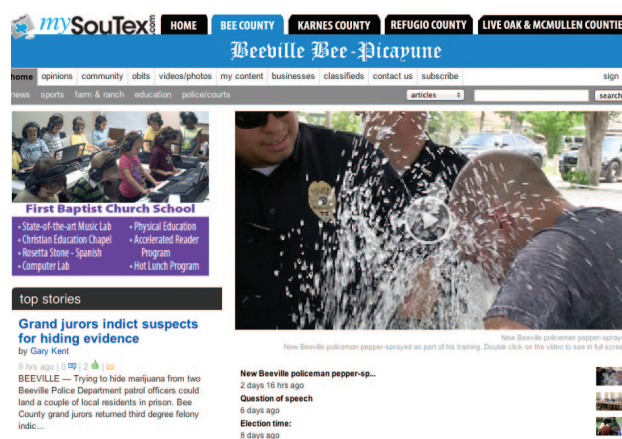 mySouTex.com
HOME
BEE COUNTY
KARNES COUNTY
REFUGIO COUNTY
LIVE OAK & MCMULLEN COUNTIE
Beeville Bee-Picayune
home opinions community obits videos/photos my content businesses classifieds contact us subscribe sign
news sports farm & ranch education police/courts articles search
First Baptist Church School
• State-of-the-art Music Lab
• Christian Education Chapel
• Rosetta Stone - Spanish
• Computer Lab
• Physical Education
• Accelerated Reader
Program
• Hot Lunch Program
top stories
Grand jurors indict suspects
for hiding evidence
by Gary Kent
9 hrs ago | 0 | 2 |
BEEVILLE — Trying to hide marijuana from two
Beeville Police Department patrol officers could
land a couple of local residents in prison. Bee
County grand jurors returned third degree felony
indic...
New Beeville policeman pepper-spraye
New Beeville policeman pepper-sprayed as part of his training. Double click on the video to see in full scree
New Beeville policeman pepper-sp...
2 days 16 hrs ago
Question of speech
6 days ago
Election time:
8 days ago